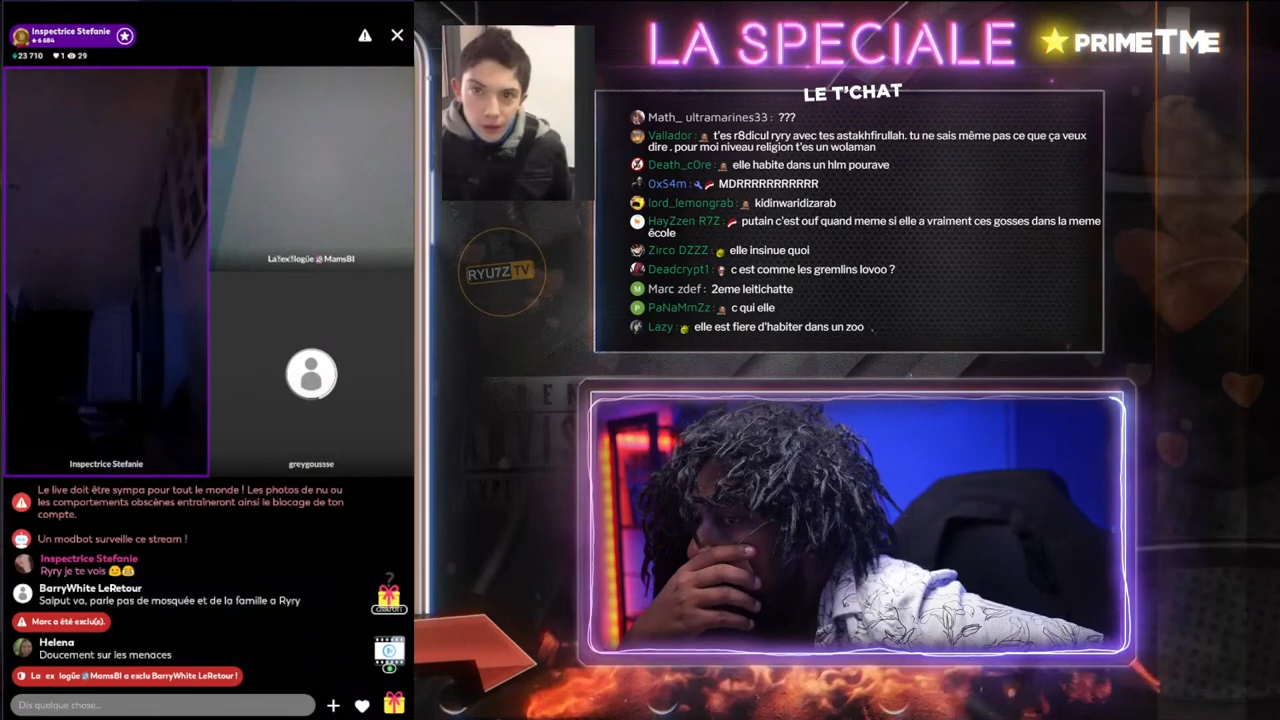 Inspectrice Stefanie
6 684
23 710 1 29
La?ex!logûe MamsBl
Inspectrice Stefanie
greygoussse
Le live doit être sympa pour tout le monde ! Les photos de nu ou
les comportements obscènes entraîneront ainsi le blocage de ton
compte.
Un modbot surveille ce stream !
Inspectrice Stefanie
Ryry je te vois 😐😂
BarryWhite LeRetour
Salput va, parle pas de mosquée et de la famille a Ryry
Marc a été exclu(e).
Helena
Doucement sur les menaces
La ex logûe MamsBl a exclu BarryWhite LeRetour !
Dis quelque chose...
?
GRATUIT
LA SPECIALE
PRIMETME
LE T'CHAT
Math_ ultramarines33 : ???
Vallador : t'es r8dicul ryry avec tes astakhfirullah. tu ne sais même pas ce que ça veux
dire . pour moi niveau religion t'es un wolaman
Death_c0re : elle habite dans un hlm pourave
0xS4m : MDRRRRRRRRRRR
lord_lemongrab : kidinwaridizarab
HayZzen R7Z : putain c'est ouf quand meme si elle a vraiment ces gosses dans la meme
école
Zirco DZZZ : elle insinue quoi
Deadcrypt1 : c est comme les gremlins lovoo ?
M Marc zdef : 2eme leitichatte
P PaNaMmZz : c qui elle
Lazy : elle est fiere d'habiter dans un zoo
RYU7Z TV